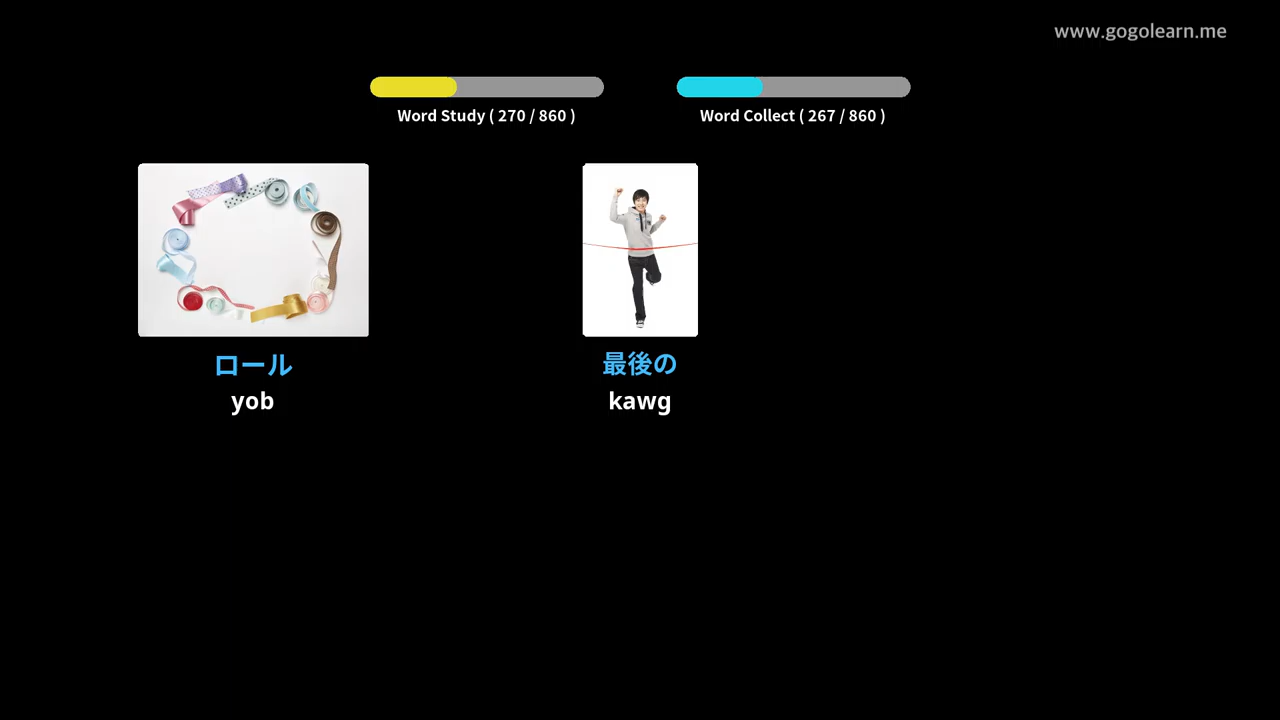 www.gogolearn.me
Word Study ( 270 / 860 )
Word Collect ( 267 / 860 )
ロール
yob
最後の
kawg